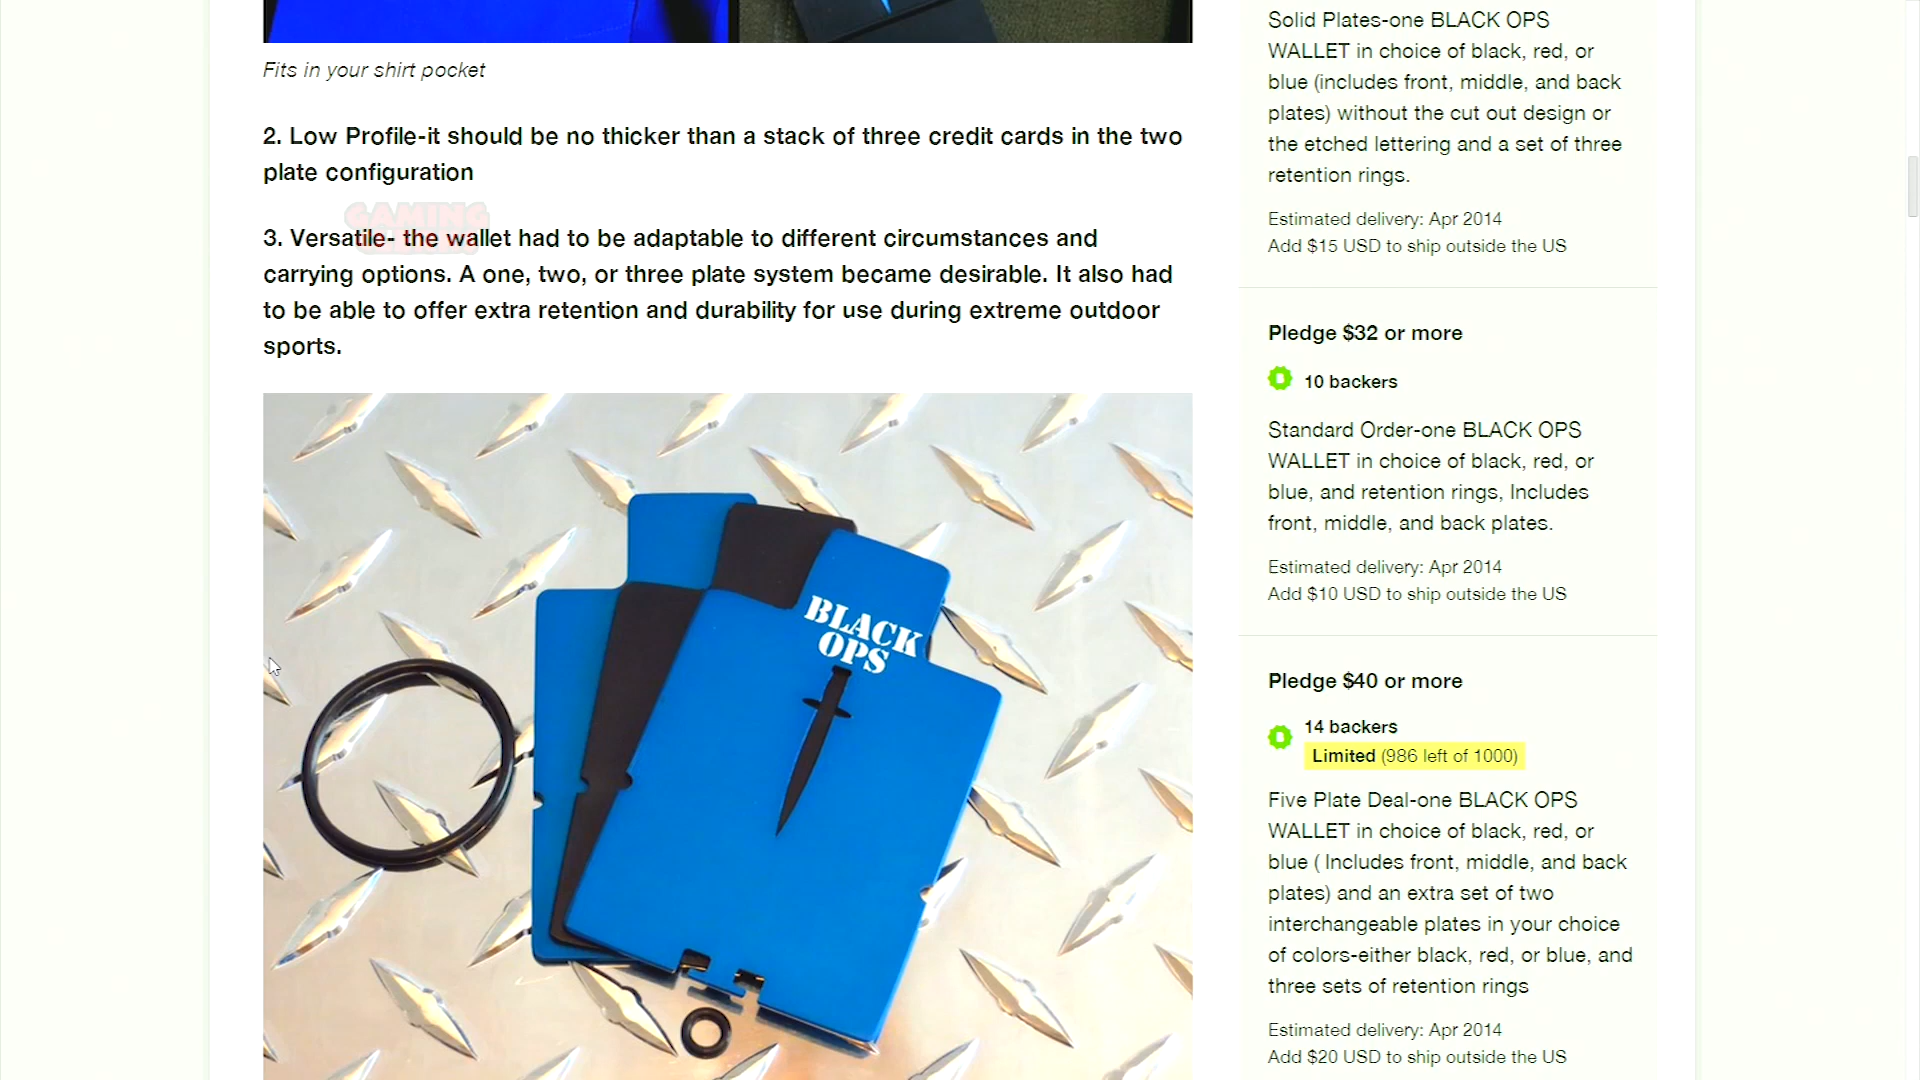 Fits in your shirt pocket
2. Low Profile-it should be no thicker than a stack of three credit cards in the two
plate configuration
GAMING
3. Versatile- the wallet had to be adaptable to different circumstances and
carrying options. A one, two, or three plate system became desirable. It also had
to be able to offer extra retention and durability for use during extreme outdoor
sports.
BLACK
OPS
Solid Plates-one BLACK OPS
WALLET in choice of black, red, or
blue (includes front, middle, and back
plates) without the cut out design or
the etched lettering and a set of three
retention rings.
Estimated delivery: Apr 2014
Add $15 USD to ship outside the US
Pledge $32 or more
10 backers
Standard Order-one BLACK OPS
WALLET in choice of black, red, or
blue, and retention rings, Includes
front, middle, and back plates.
Estimated delivery: Apr 2014
Add $10 USD to ship outside the US
Pledge $40 or more
14 backers
Limited (986 left of 1000)
Five Plate Deal-one BLACK OPS
WALLET in choice of black, red, or
blue ( Includes front, middle, and back
plates) and an extra set of two
interchangeable plates in your choice
of colors-either black, red, or blue, and
three sets of retention rings
Estimated delivery: Apr 2014
Add $20 USD to ship outside the US